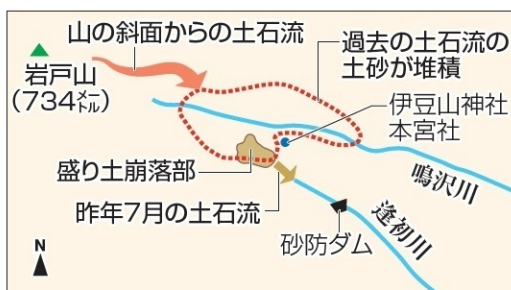 山の斜面からの土石流
岩戸山
(734㍍)
過去の土石流の
土砂が堆積
伊豆山神社
本宮社
盛り土崩落部
鳴沢川
昨年7月の土石流
逢初川
砂防ダム
N